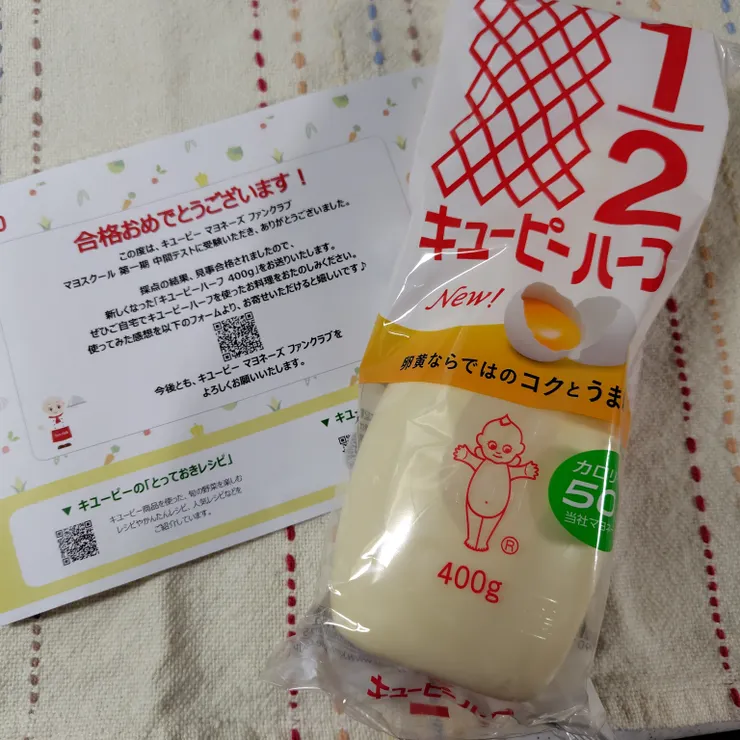 合格おめでとうございます！
この度は、キユーピー マヨネーズ ファンクラブ
マヨスクール 第一期 中間テストに受験いただき、ありがとうございました。
採点の結果、見事合格されましたので、
新しくなった「キユーピーハーフ 400g」をお送りいたします。
ぜひご自宅でキユーピーハーフを使ったお料理をおたのしみください。
使ってみた感想を以下のフォームより、お寄せいただけると嬉しいです♪
今後とも、キユーピー マヨネーズ ファンクラブを
よろしくお願いいたします。
▼ キユーピーの「とっておきレシピ」
キユーピー商品を使った、旬の野菜を楽しむ
レシピやかんたんレシピ、人気レシピなどを
ご紹介しています。
▼ キユー
1/2
キユーピーハーフ
New!
卵黄ならではのコクとうま
カロリ
50
当社マヨネー
®
400g
キユーピーハーフ